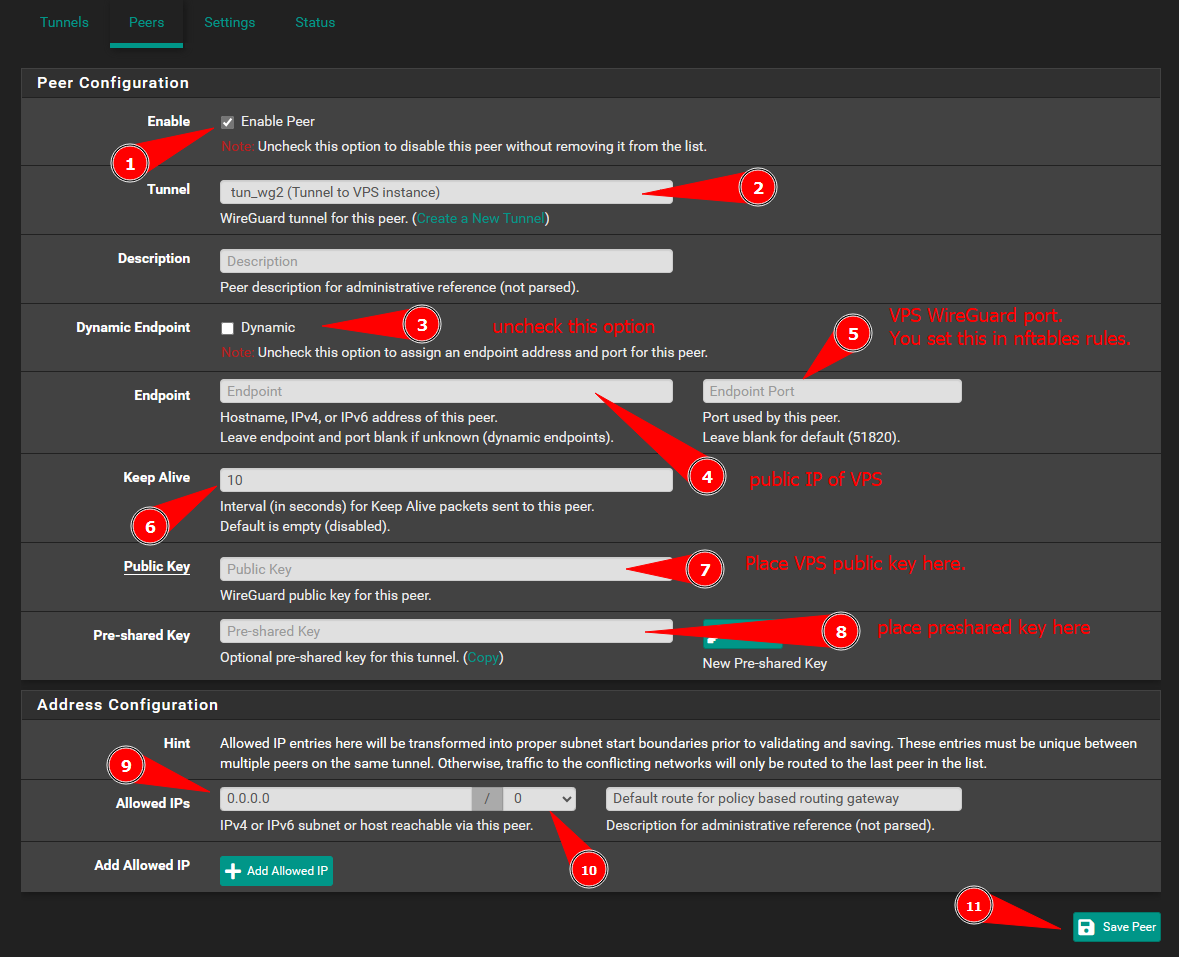 Tunnels Peers Settings Status
Peer Configuration
Enable
Enable Peer
Note: Uncheck this option to disable this peer without removing it from the list.
1
Tunnel
tun_wg2 (Tunnel to VPS instance)
2
WireGuard tunnel for this peer. (Create a New Tunnel)
Description
Description
Peer description for administrative reference (not parsed).
Dynamic Endpoint
Dynamic
3
uncheck this option
Note: Uncheck this option to assign an endpoint address and port for this peer.
5
VPS WireGuard port.
You set this in nftables rules.
Endpoint
Endpoint
Endpoint Port
Hostname, IPv4, or IPv6 address of this peer.
Leave endpoint and port blank if unknown (dynamic endpoints).
Port used by this peer.
Leave blank for default (51820).
4
public IP of VPS
Keep Alive
10
6
Interval (in seconds) for Keep Alive packets sent to this peer.
Default is empty (disabled).
Public Key
Public Key
7
Place VPS public key here.
WireGuard public key for this peer.
Pre-shared Key
Pre-shared Key
8
place preshared key here
Optional pre-shared key for this tunnel. (Copy)
New Pre-shared Key
Address Configuration
Hint
Allowed IP entries here will be transformed into proper subnet start boundaries prior to validating and saving. These entries must be unique between
multiple peers on the same tunnel. Otherwise, traffic to the conflicting networks will only be routed to the last peer in the list.
9
Allowed IPs
0.0.0.0 / 0
Default route for policy based routing gateway
IPv4 or IPv6 subnet or host reachable via this peer.
Description for administrative reference (not parsed).
10
Add Allowed IP
Add Allowed IP
11
Save Peer